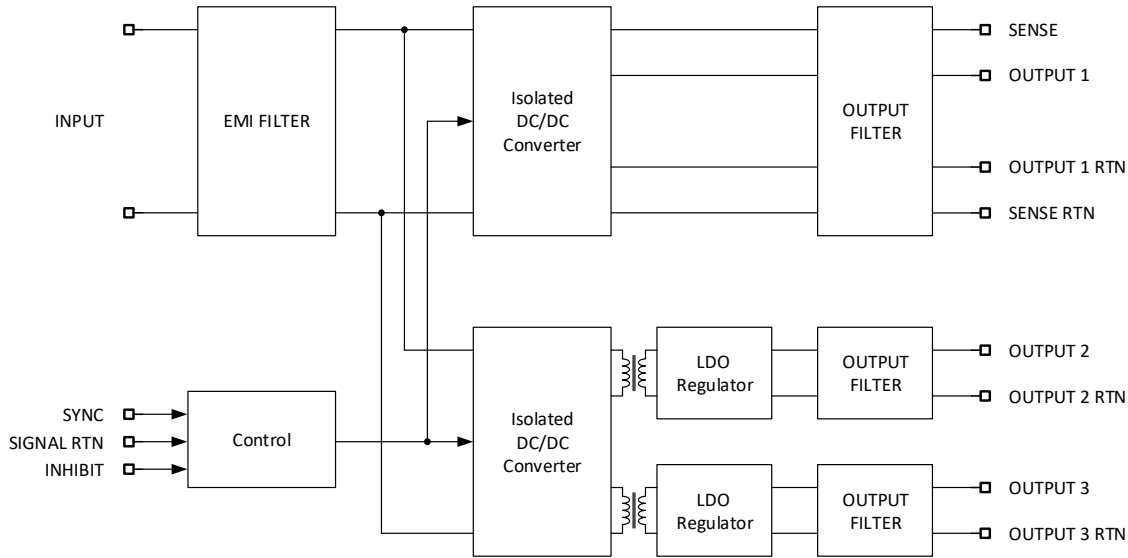 INPUT
EMI FILTER
Isolated
DC/DC
Converter
OUTPUT
FILTER
SENSE
OUTPUT 1
OUTPUT 1 RTN
SENSE RTN
SYNC
SIGNAL RTN
INHIBIT
Control
Isolated
DC/DC
Converter
LDO
Regulator
OUTPUT
FILTER
OUTPUT 2
OUTPUT 2 RTN
LDO
Regulator
OUTPUT
FILTER
OUTPUT 3
OUTPUT 3 RTN